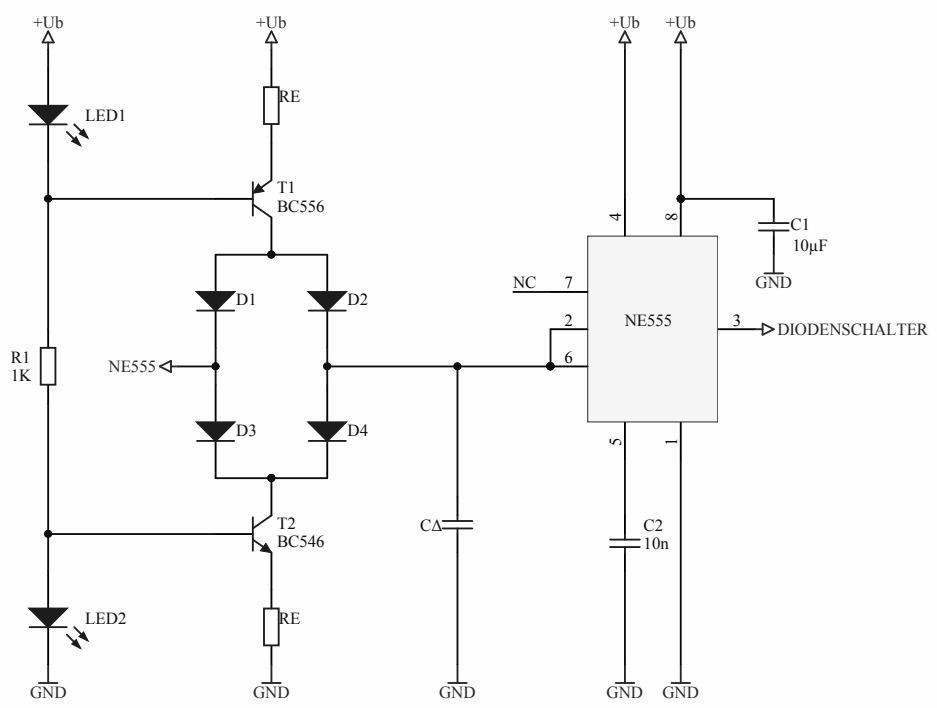 +Ub
+Ub
+Ub
+Ub
LED1
RE
T1
BC556
4
8
C1
10µF
GND
D1
D2
NC
7
2
NE555
3
DIODENSCHALTER
6
R1
1K
NE555
D3
D4
5
1
T2
BC546
CΔ
C2
10n
LED2
RE
GND
GND
GND
GND
GND